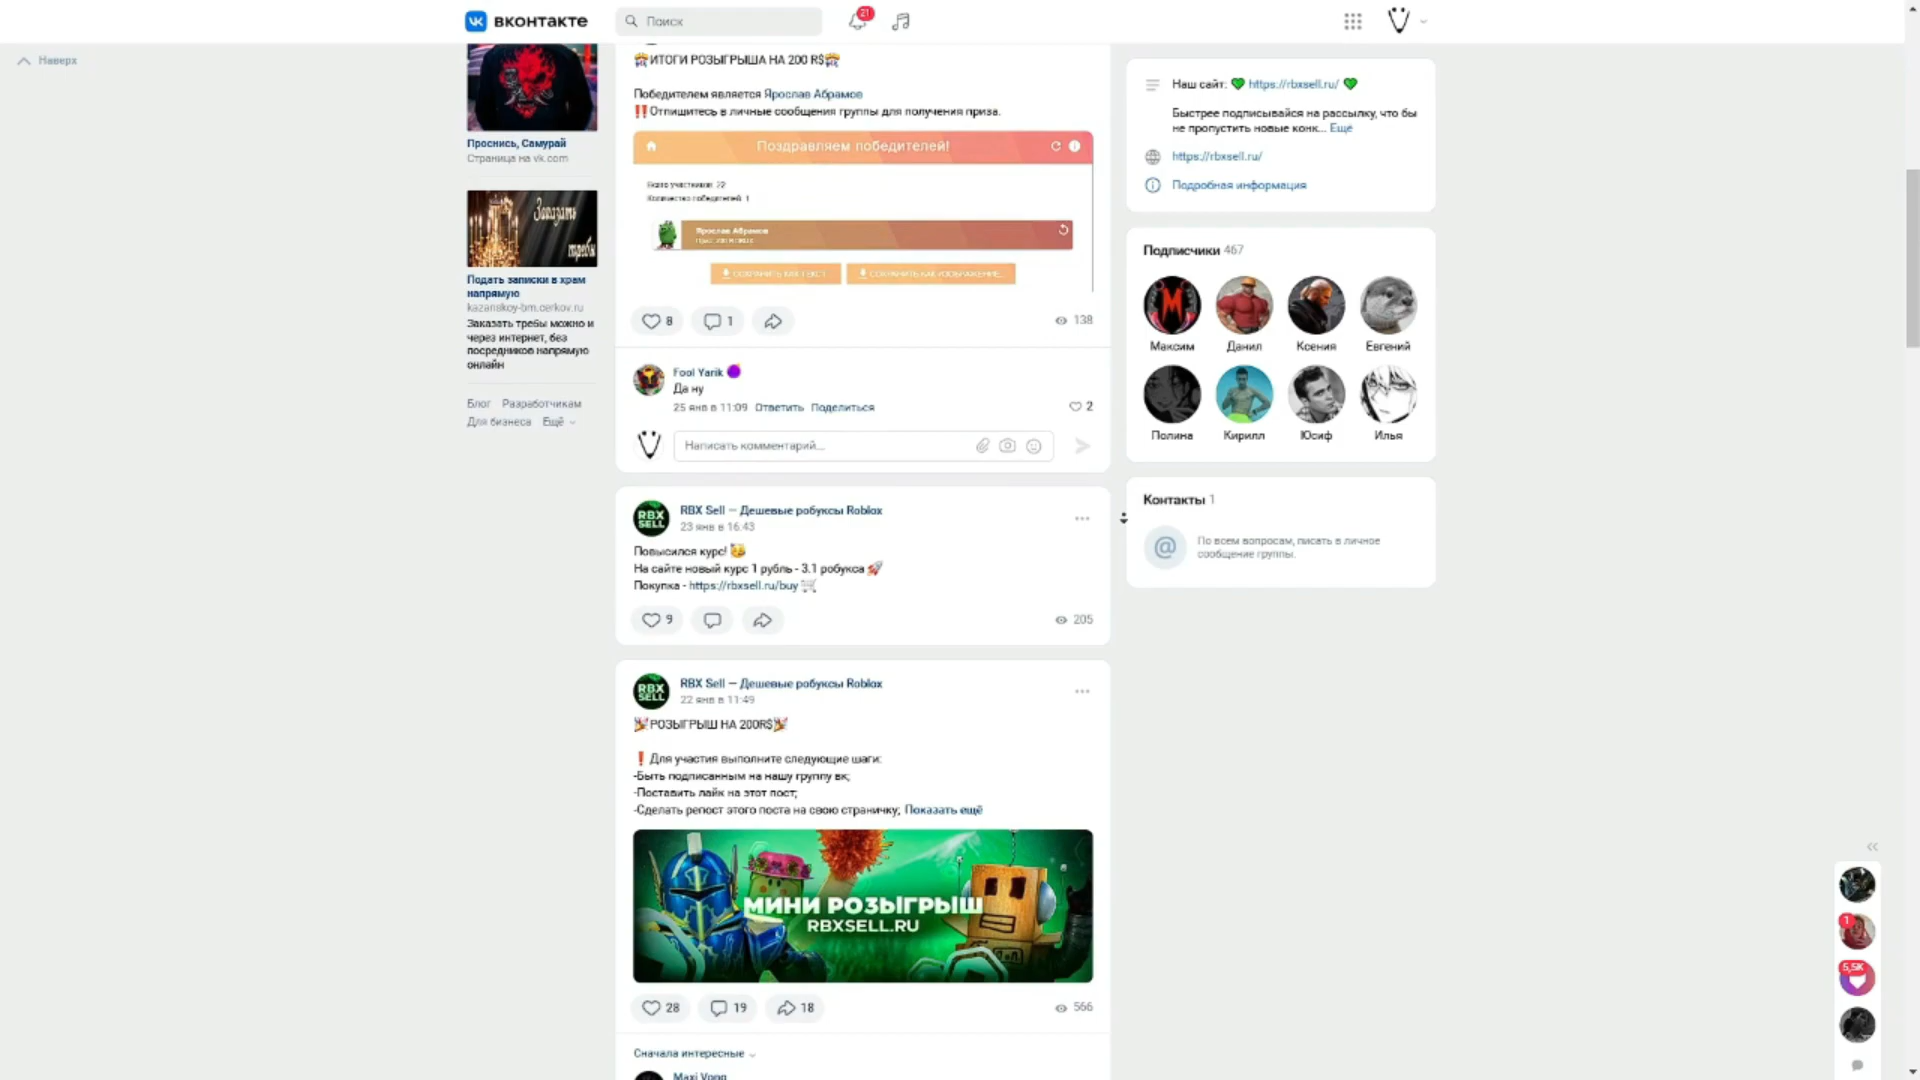 ВКОНТАКТЕ
Поиск
21
Наверх
Проснись, Самурай
Страница на vk.com
Заказать
требы
Подать записки в храм
напрямую
kazanskoy-bm.cerkov.ru
Заказать требы можно и
через интернет, без
посредников напрямую
онлайн
Блог Разработчикам
Для бизнеса Ещё
ИТОГИ РОЗЫГРЫША НА 200 R$
Победителем является Ярослав Абрамов
‼️Отпишитесь в личные сообщения группы для получения приза.
Поздравляем победителей!
Всего участников: 22
Количество победителей: 1
Ярослав Абрамов
СОХРАНИТЬ КАК ТЕКСТ
СОХРАНИТЬ КАК ИЗОБРАЖЕНИЕ
8 1 138
Fool Yarik
Да ну
25 янв в 11:09 Ответить Поделиться
2
Написать комментарий...
RBX SELL
RBX Sell — Дешевые робуксы Roblox
23 янв в 16:43
Повысился курс! 🥳
На сайте новый курс 1 рубль - 3.1 робукса 🚀
Покупка - https://rbxsell.ru/buy 🛒
9 205
RBX SELL
RBX Sell — Дешевые робуксы Roblox
22 янв в 11:49
🎉РОЗЫГРЫШ НА 200R$🎉
❗ Для участия выполните следующие шаги:
-Быть подписанным на нашу группу вк;
-Поставить лайк на этот пост;
-Сделать репост этого поста на свою страничку; Показать ещё
МИНИ РОЗЫГРЫШ
RBXSELL.RU
28 19 18 566
Сначала интересные
Maxi Vong
Наш сайт: 💚 https://rbxsell.ru/ 💚
Быстрее подписывайся на рассылку, что бы
не пропустить новые конк... Ещё
https://rbxsell.ru/
Подробная информация
Подписчики 467
Максим Данил Ксения Евгений
Полина Кирилл Юсиф Илья
Контакты 1
По всем вопросам, писать в личное
сообщение группы.
1
5,5K